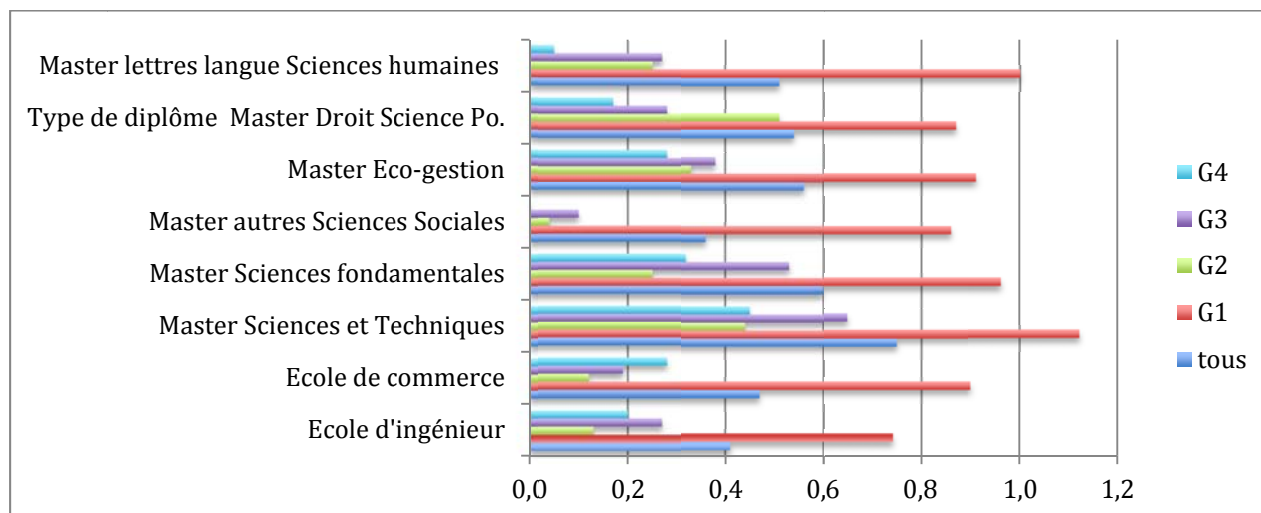 Master lettres langue Sciences humaines
Type de diplôme  Master Droit Science Po.
Master Eco-gestion
Master autres Sciences Sociales
Master Sciences fondamentales
Master Sciences et Techniques
Ecole de commerce
Ecole d'ingénieur
0,0 0,2 0,4 0,6 0,8 1,0 1,2
G4
G3
G2
G1
tous